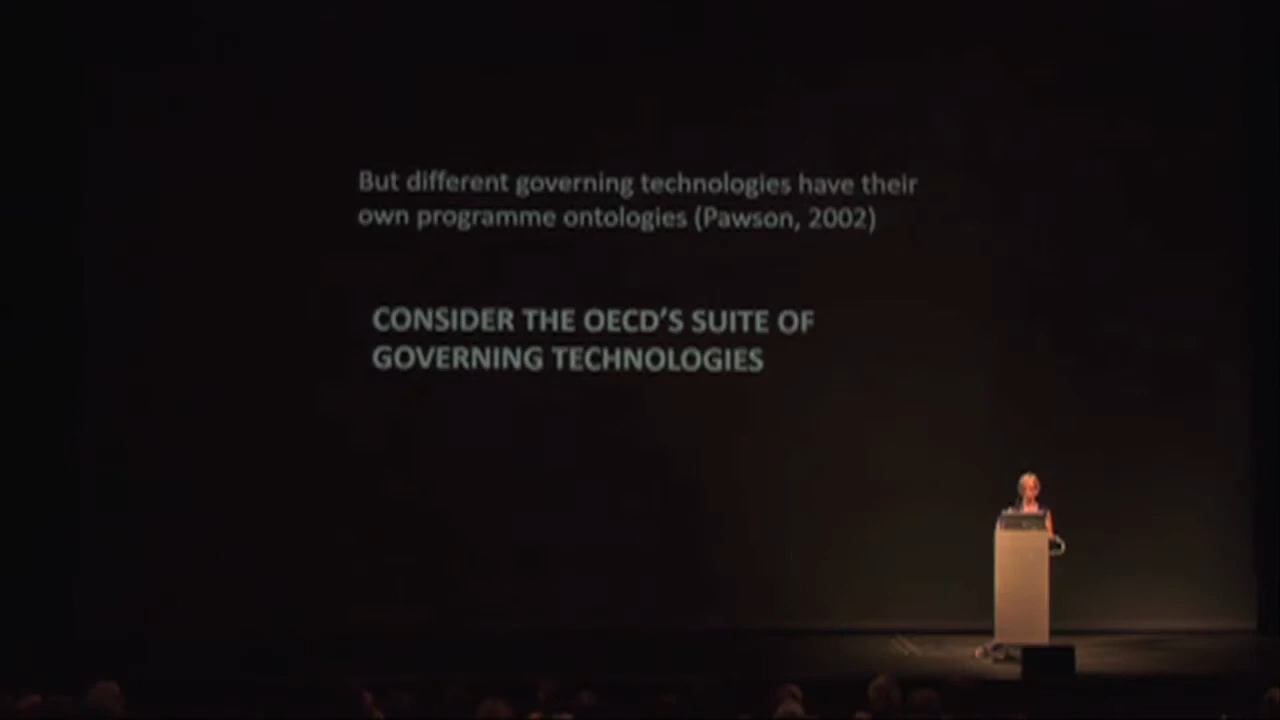 But different governing technologies have their
own programme ontologies (Pawson, 2002)
CONSIDER THE OECD'S SUITE OF
GOVERNING TECHNOLOGIES